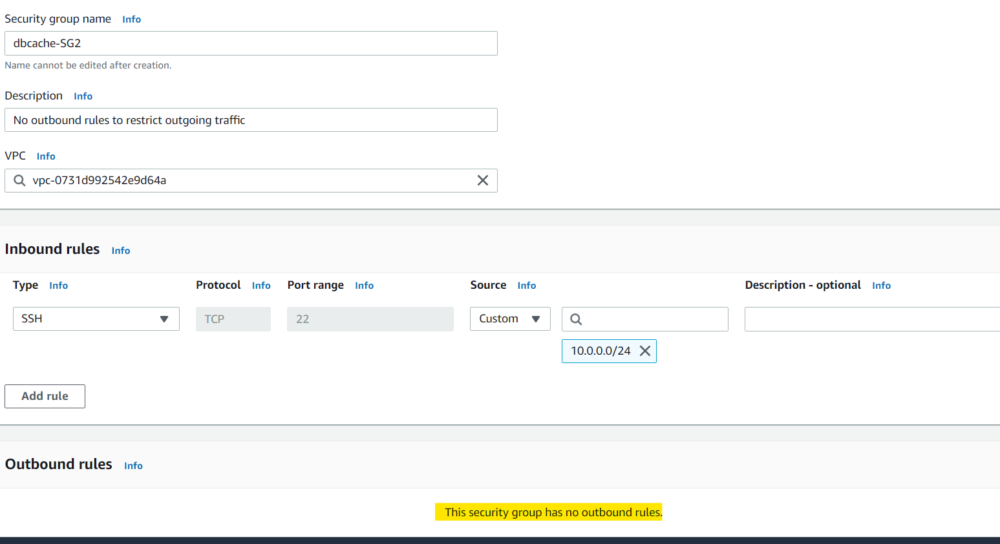 Security group name Info
dbcache-SG2
Name cannot be edited after creation.
Description Info
No outbound rules to restrict outgoing traffic
VPC Info
vpc-0731d992542e9d64a
Inbound rules Info
Type Info Protocol Info Port range Info Source Info Description - optional Info
SSH TCP 22 Custom
10.0.0.0/24
Add rule
Outbound rules Info
This security group has no outbound rules.